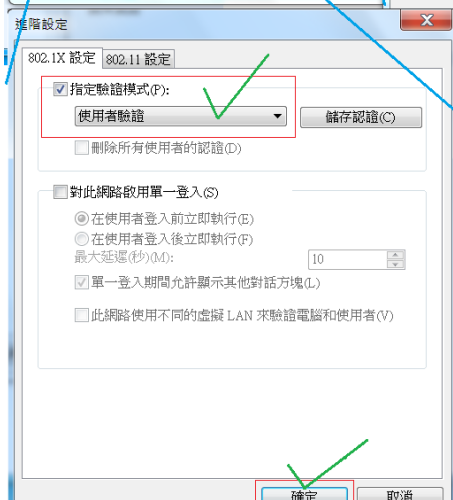 進階設定
802.1X 設定 802.11 設定
指定驗證模式(P):
使用者驗證 儲存認證(C)
刪除所有使用者的認證(D)
對此網路啟用單一登入(S)
在使用者登入前立即執行(E)
在使用者登入後立即執行(F)
最大延遲(秒)(M): 10
單一登入期間允許顯示其他對話方塊(L)
此網路使用不同的虛擬 LAN 來驗證電腦和使用者(V)
確定 取消